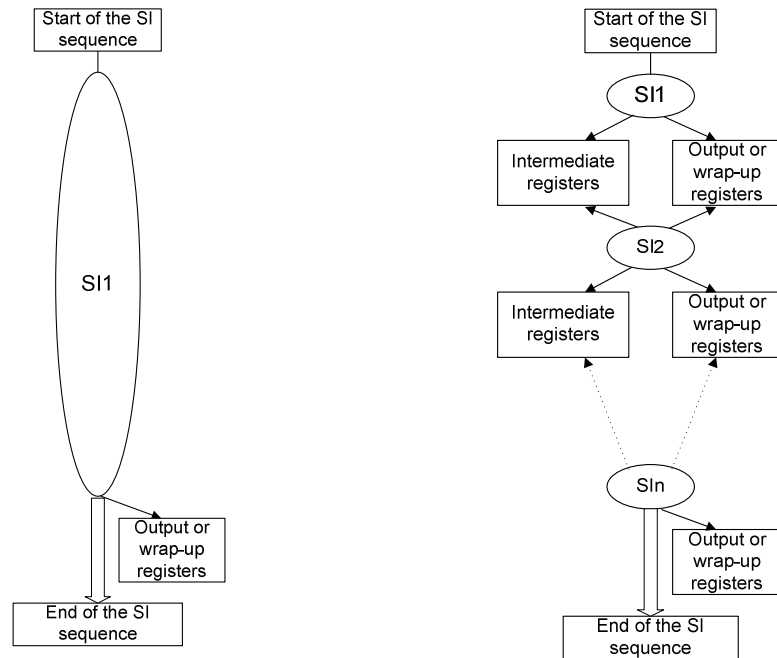 Start of the SI
sequence
SI1
Output or
wrap-up
registers
End of the SI
sequence
Start of the SI
sequence
SI1
Intermediate
registers
Output or
wrap-up
registers
SI2
Intermediate
registers
Output or
wrap-up
registers
SIn
Output or
wrap-up
registers
End of the SI
sequence